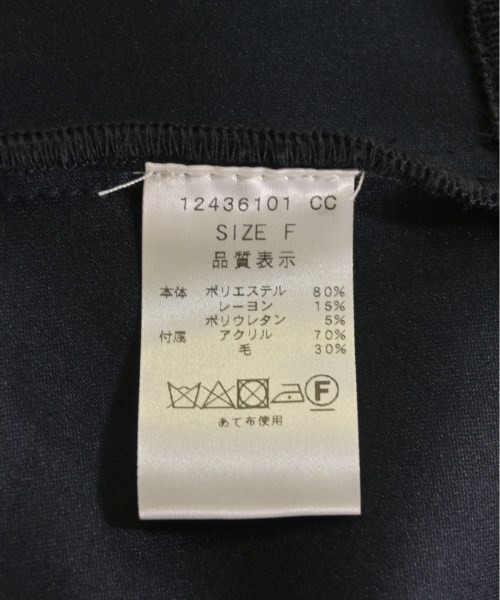 12436101 CC
SIZE F
品質表示
本体 ポリエステル 80%
レーヨン 15%
ポリウレタン 5%
付属 アクリル 70%
毛 30%
F
あて布使用